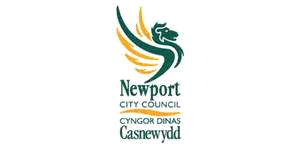 Newport
CITY COUNCIL
CYNGOR DINAS
Casnewydd